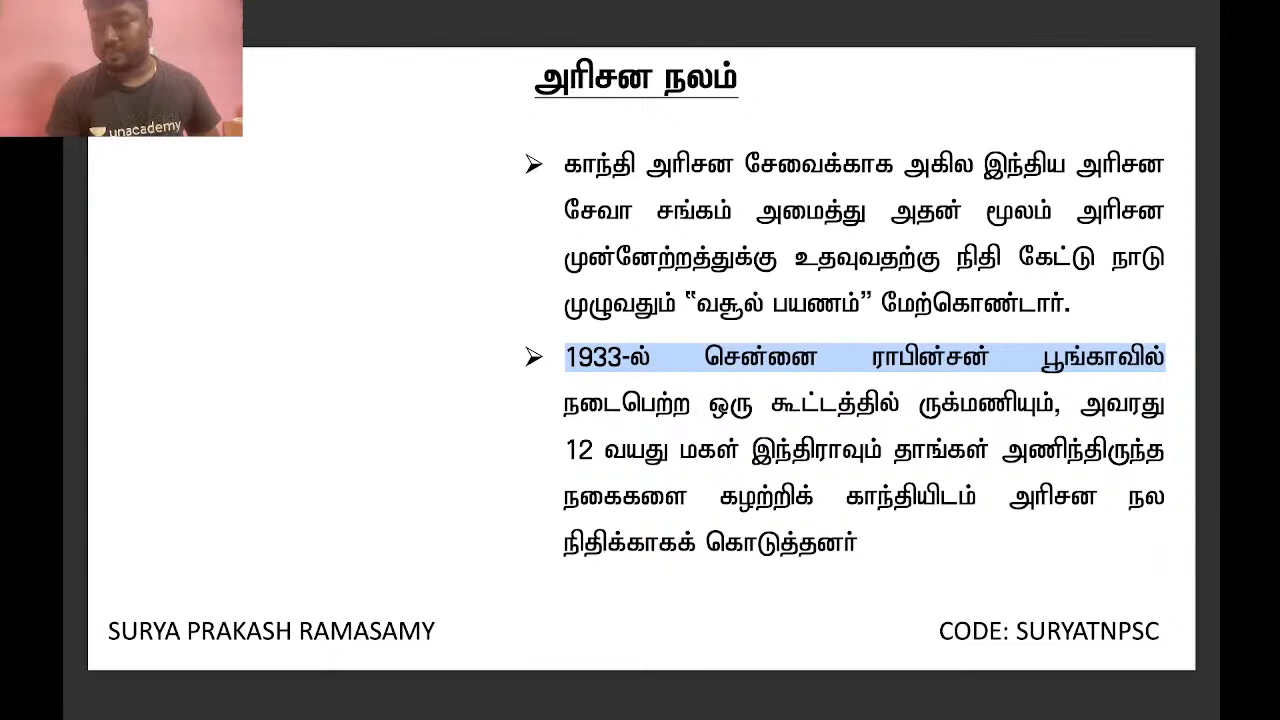 unacademy
அரிசன நலம்
➢ காந்தி அரிசன சேவைக்காக அகில இந்திய அரிசன
சேவா சங்கம் அமைத்து அதன் மூலம் அரிசன
முன்னேற்றத்துக்கு உதவுவதற்கு நிதி கேட்டு நாடு
முழுவதும் “வசூல் பயணம்” மேற்கொண்டார்.
➢ 1933-ல் சென்னை ராபின்சன் பூங்காவில்
நடைபெற்ற ஒரு கூட்டத்தில் ருக்மணியும், அவரது
12 வயது மகள் இந்திராவும் தாங்கள் அணிந்திருந்த
நகைகளை கழற்றிக் காந்தியிடம் அரிசன நல
நிதிக்காகக் கொடுத்தனர்
SURYA PRAKASH RAMASAMY
CODE: SURYATNPSC